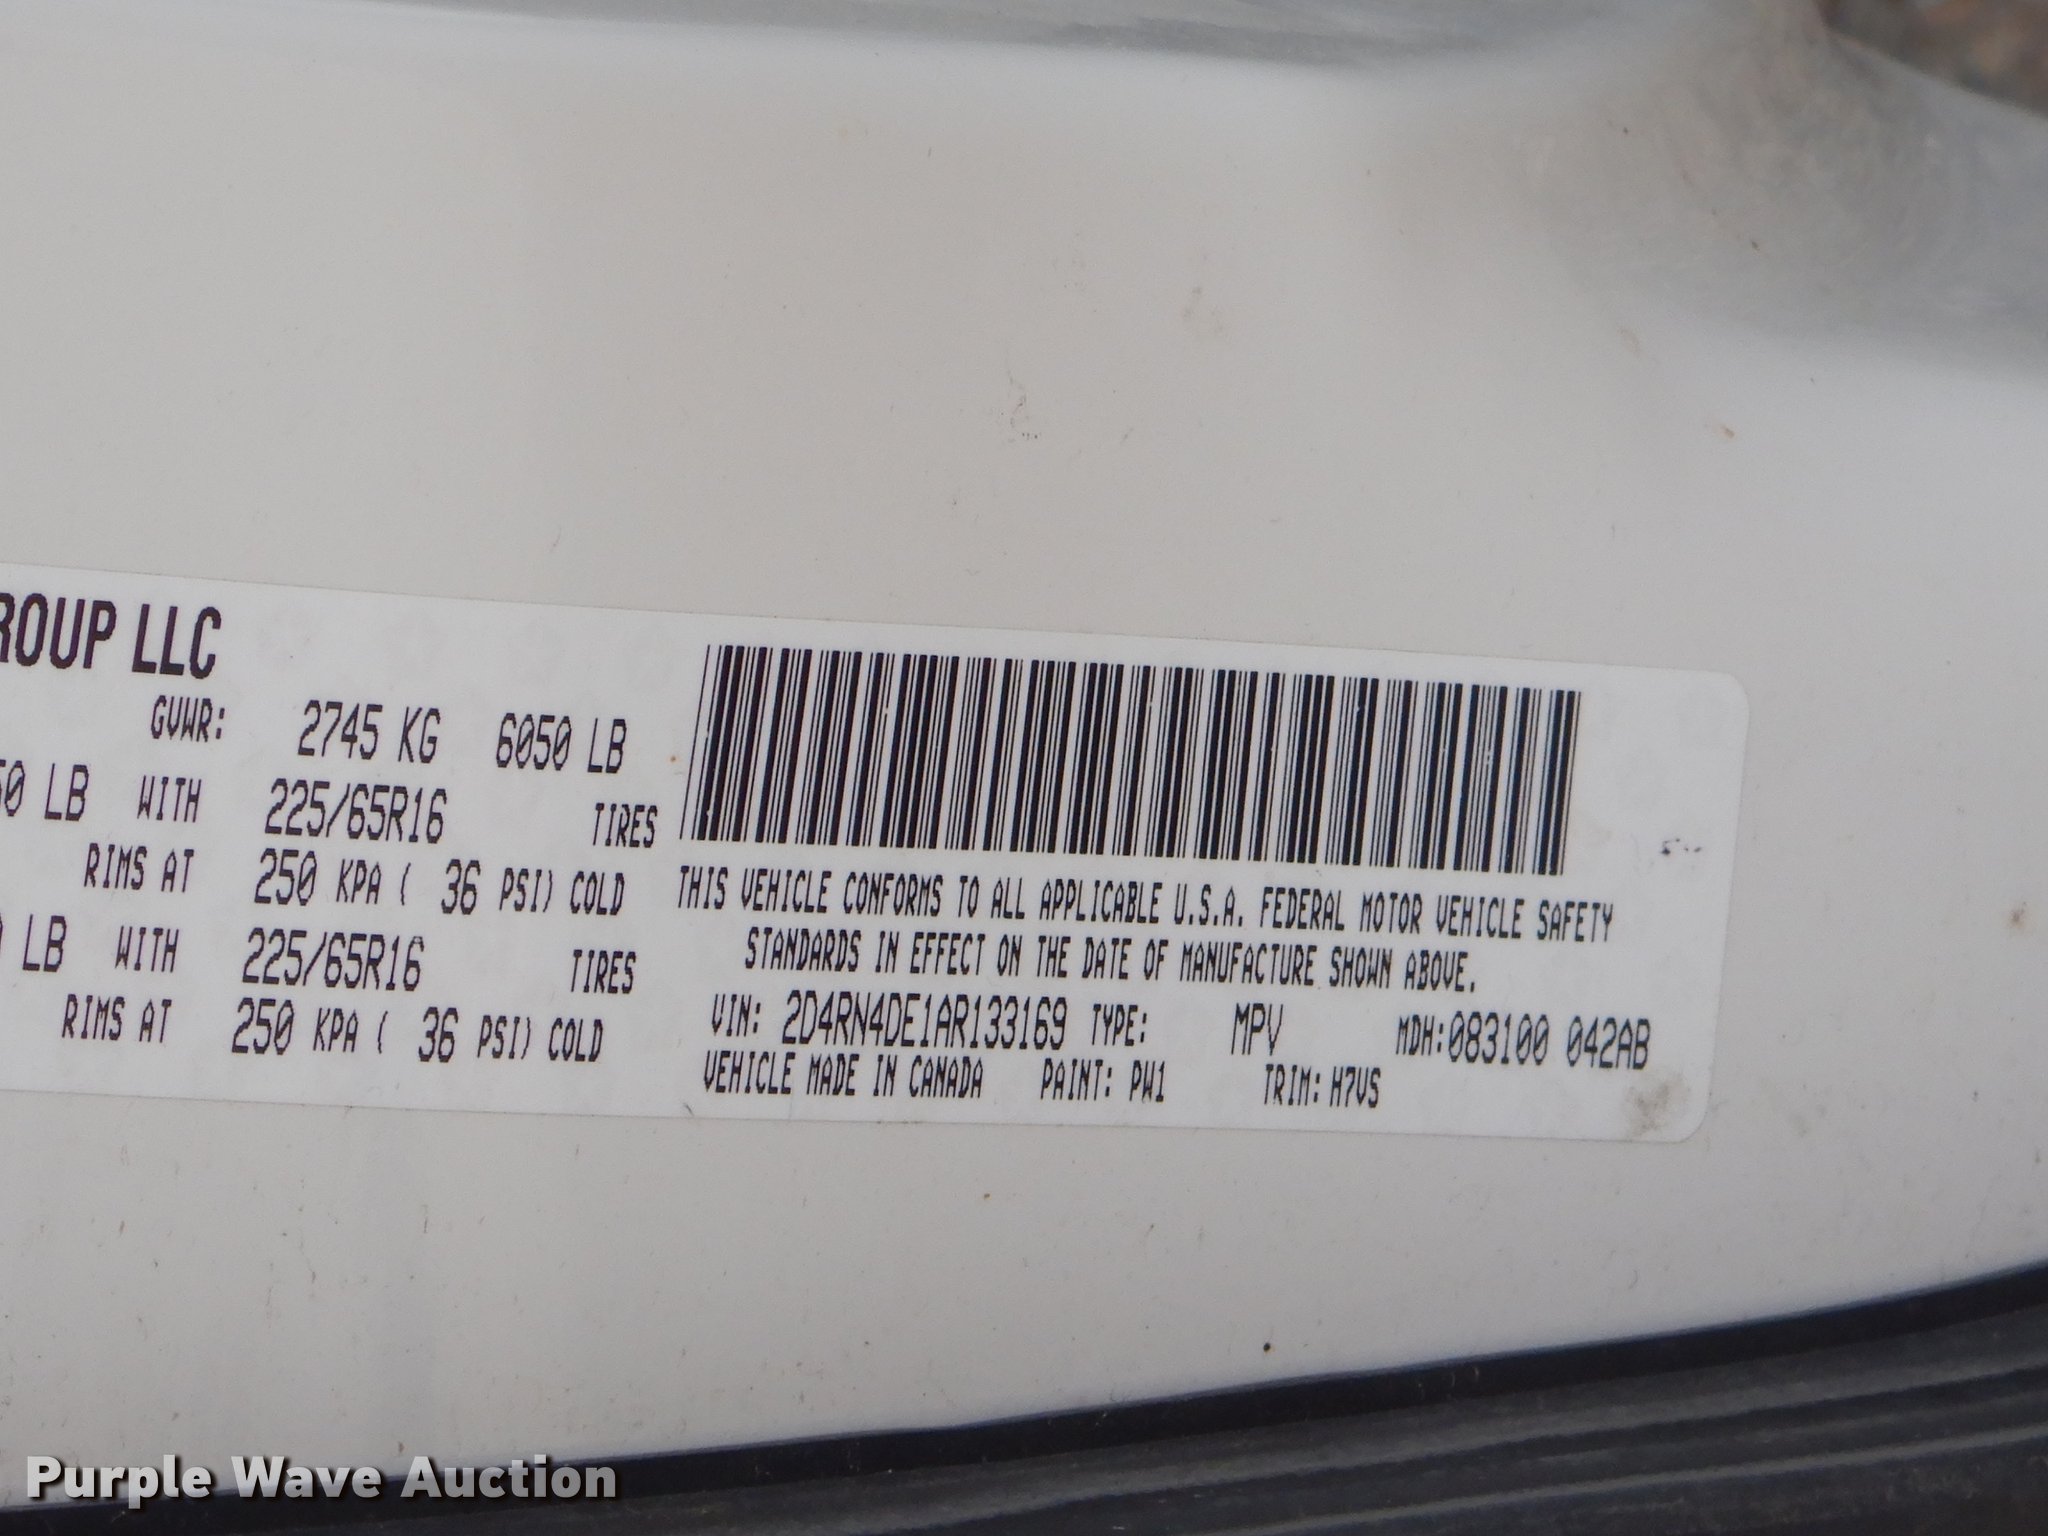 ROUP LLC
GVWR: 2745 KG 6050 LB
50 LB WITH 225/65R16 TIRES
RIMS AT 250 KPA ( 36 PSI) COLD
LB WITH 225/65R16 TIRES
RIMS AT 250 KPA ( 36 PSI) COLD
THIS VEHICLE CONFORMS TO ALL APPLICABLE U.S.A. FEDERAL MOTOR VEHICLE SAFETY
STANDARDS IN EFFECT ON THE DATE OF MANUFACTURE SHOWN ABOVE.
VIN: 2D4RN4DE1AR133169 TYPE: MPV MDH:083100 042AB
VEHICLE MADE IN CANADA PAINT: PW1 TRIM: H7VS
Purple Wave Auction